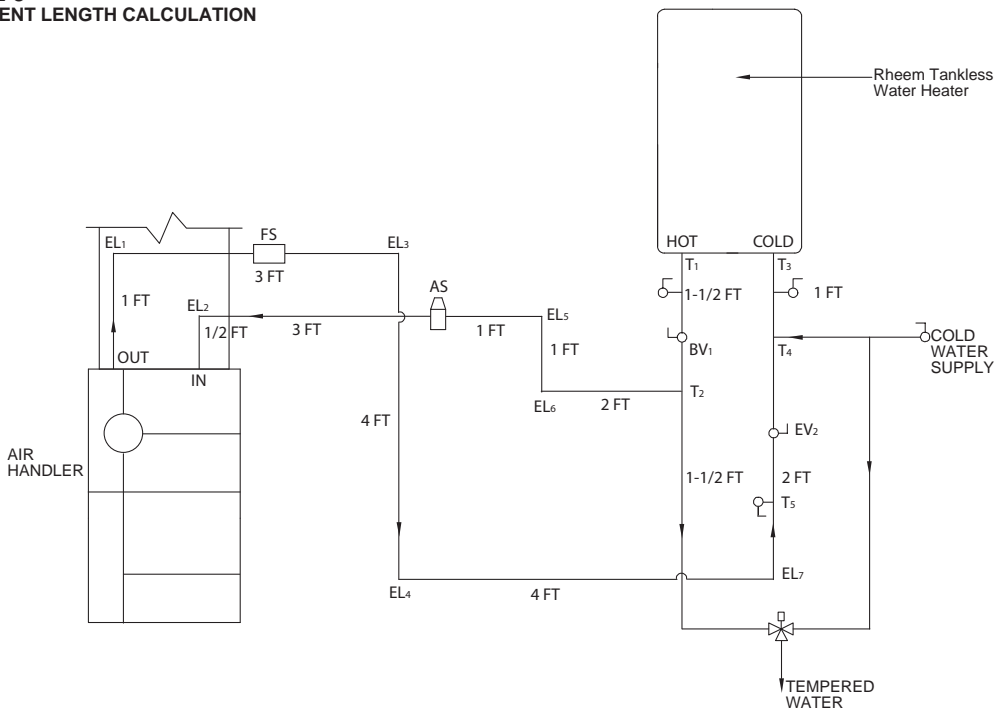 ENT LENGTH CALCULATION
Rheem Tankless
Water Heater
HOT
COLD
EL1
FS
EL3
T1
T3
3 FT
1-1/2 FT
1 FT
AS
1 FT
EL2
EL5
1/2 FT
3 FT
1 FT
1 FT
BV1
T4
COLD
WATER
SUPPLY
OUT
IN
EL6
2 FT
T2
4 FT
EV2
AIR
HANDLER
1-1/2 FT
2 FT
T5
EL4
4 FT
EL7
TEMPERED
WATER